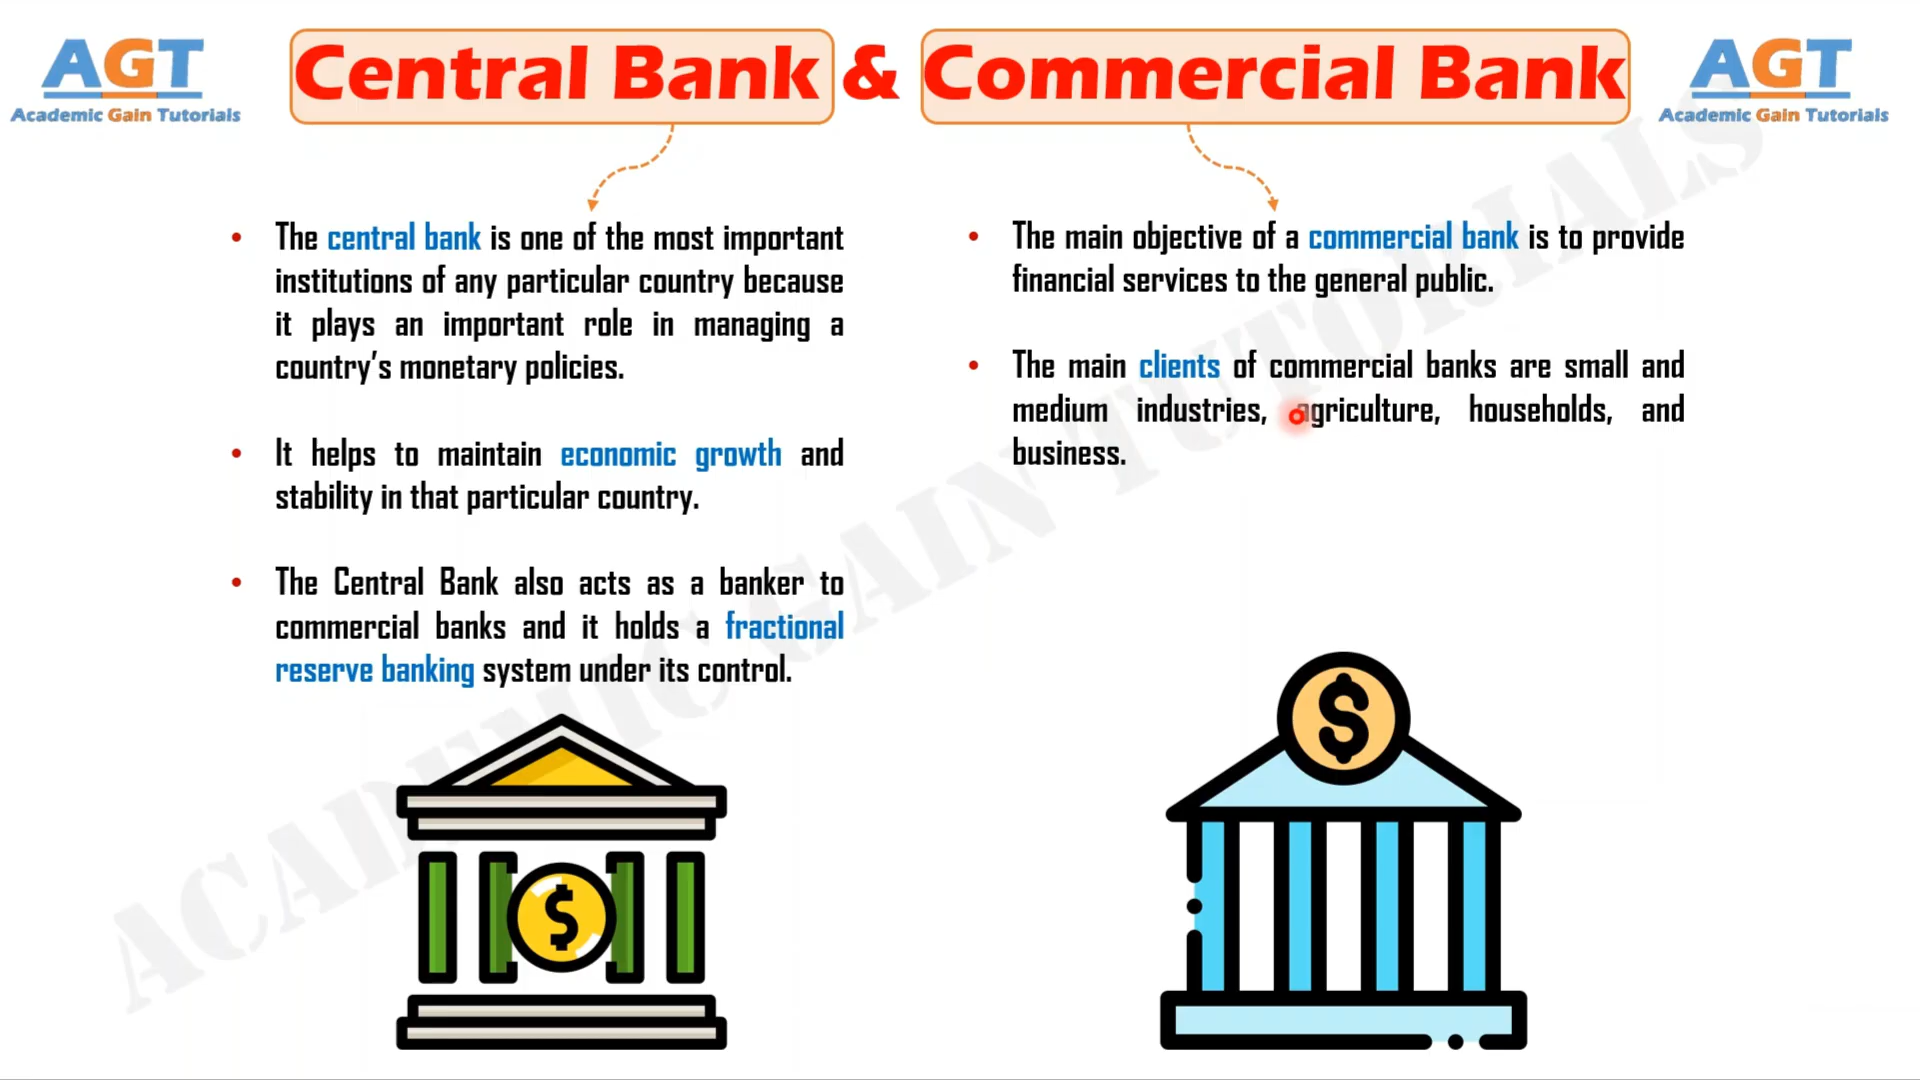 AGT
Academic Gain Tutorials
Central Bank & Commercial Bank
AGT
Academic Gain Tutorials
• The central bank is one of the most important
institutions of any particular country because
it plays an important role in managing a
country's monetary policies.
• It helps to maintain economic growth and
stability in that particular country.
• The Central Bank also acts as a banker to
commercial banks and it holds a fractional
reserve banking system under its control.
• The main objective of a commercial bank is to provide
financial services to the general public.
• The main clients of commercial banks are small and
medium industries, agriculture, households, and
business.
$
$
ACADEMIC GAIN TUTORIALS